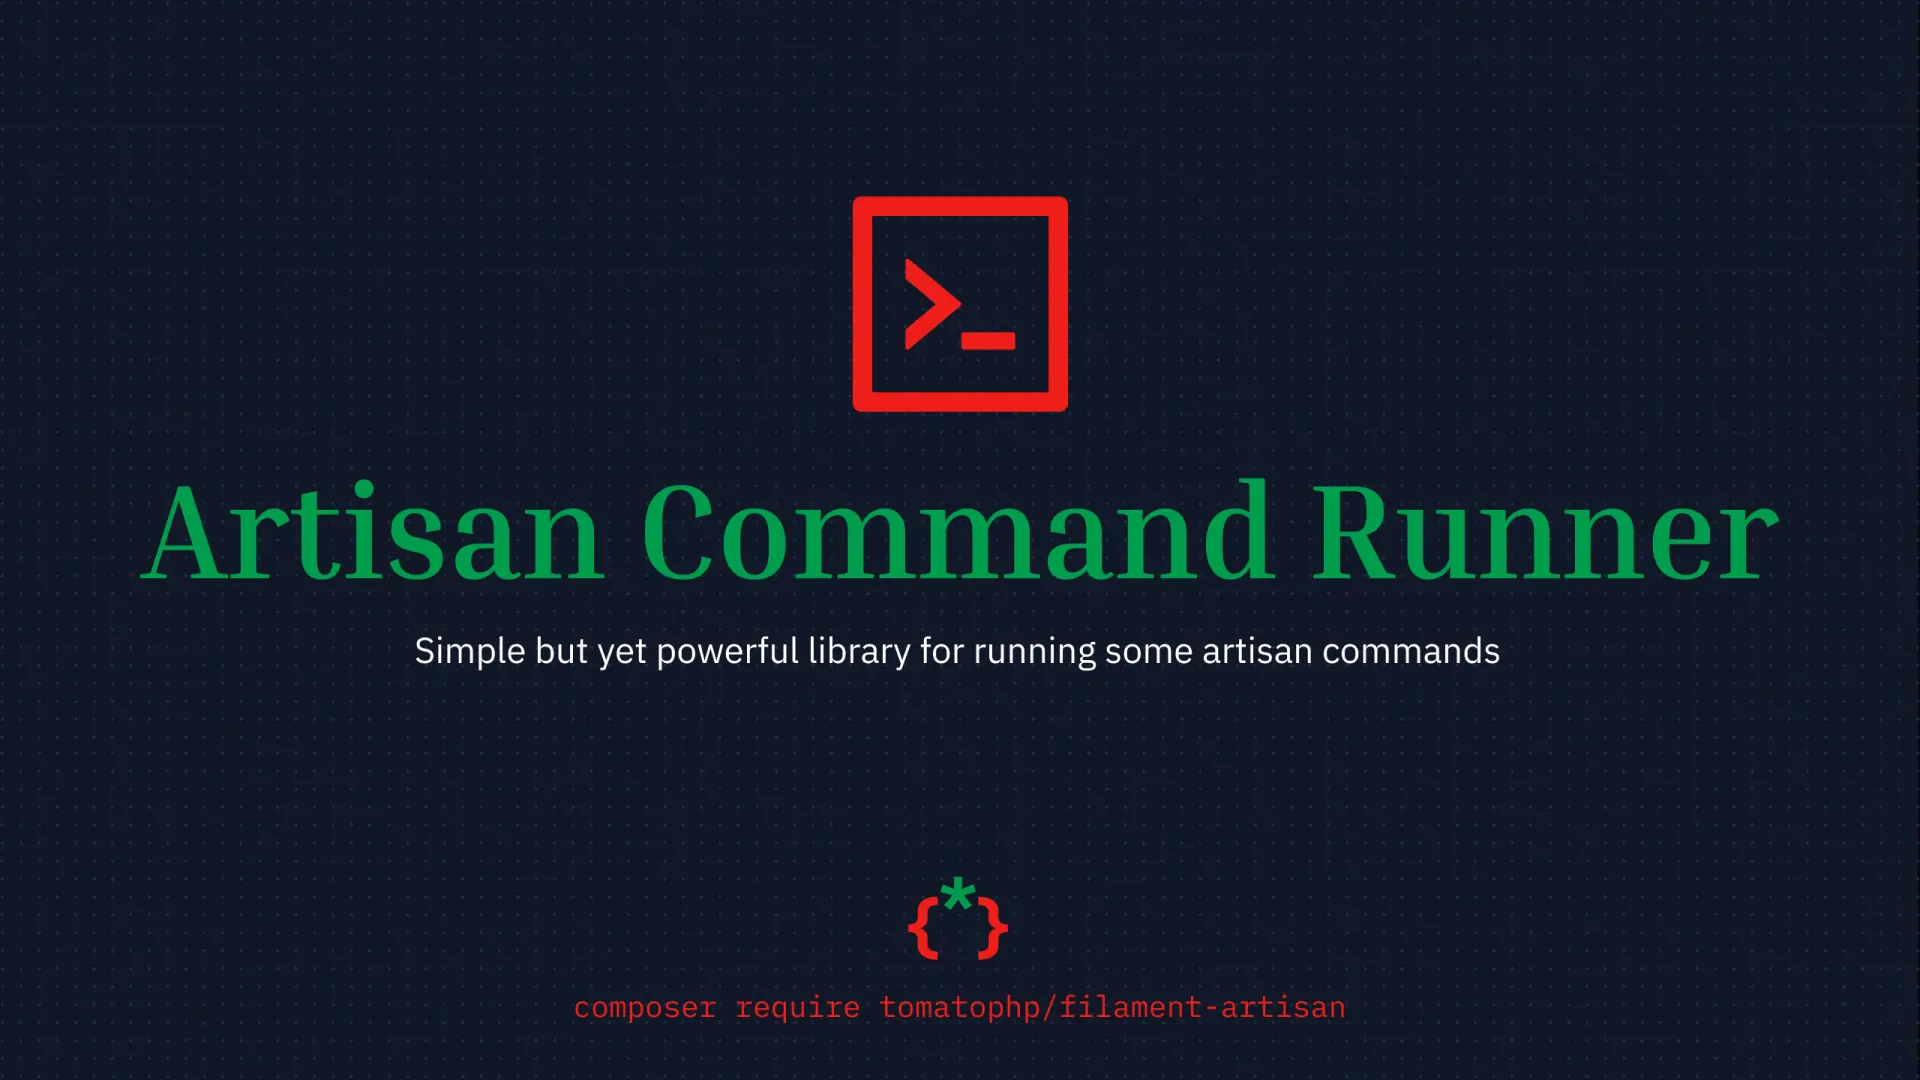 >_
Artisan Command Runner
Simple but yet powerful library for running some artisan commands
{*}
composer require tomatophp/filament-artisan